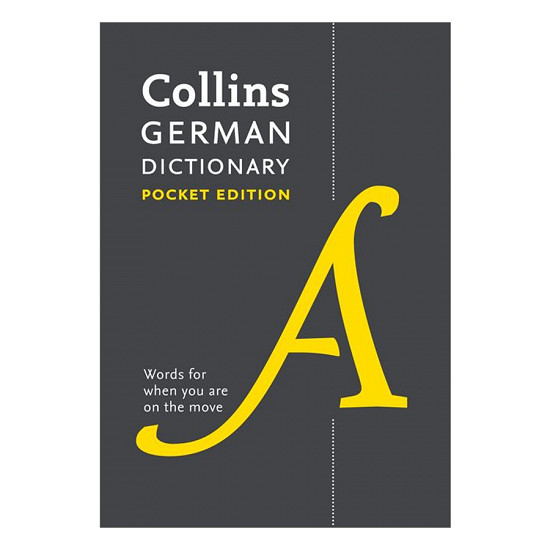 Collins
GERMAN
DICTIONARY
POCKET EDITION
A
Words for
when you are
on the move